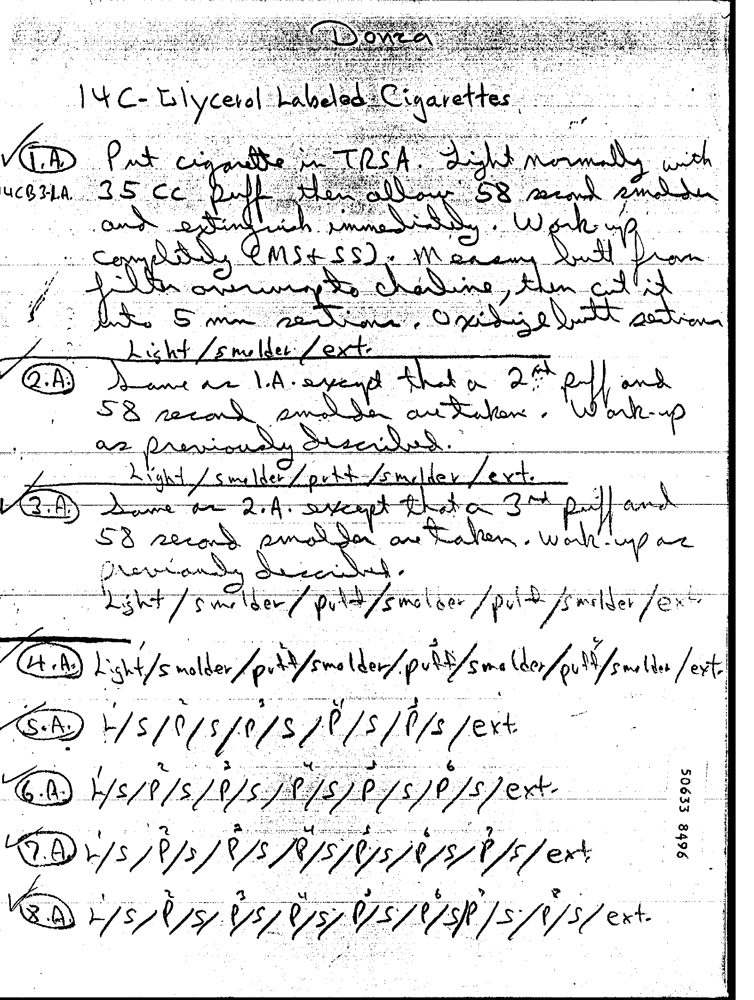 Donza
14C-Glycerol Labeled Cigarettes
1.A. Put cigarette in TRSA. Light normally with
14CB3-1.A. 35 cc puff then allow 58 second smolder
and extinguish immediately. Work-up
completely (MS+SS). Measure butt from
filter overwrap to charline, then cut it
into 5 mm sections. Oxidize butt sections
Light/smolder/ext.
2.A. Same as 1.A. except that a 2nd puff and
58 second smolder are taken. Work-up
as previously described.
Light/smolder/puff/smolder/ext.
3.A. Same as 2.A. except that a 3rd puff and
58 second smolder are taken. Work-up as
previously described.
Light/smolder/puff/smolder/puff/smolder/ext.
4.A. Light/smolder/puff/smolder/puff/smolder/puff/smolder/ext.
5.A. L/S/P/S/P/S/P/S/P/S/ext.
6.A. L/S/P/S/P/S/P/S/P/S/P/S/ext.
7.A. L/S/P/S/P/S/P/S/P/S/P/S/P/S/ext.
8.A. L/S/P/S/P/S/P/S/P/S/P/S/P/S/P/S/ext.
50633 8496